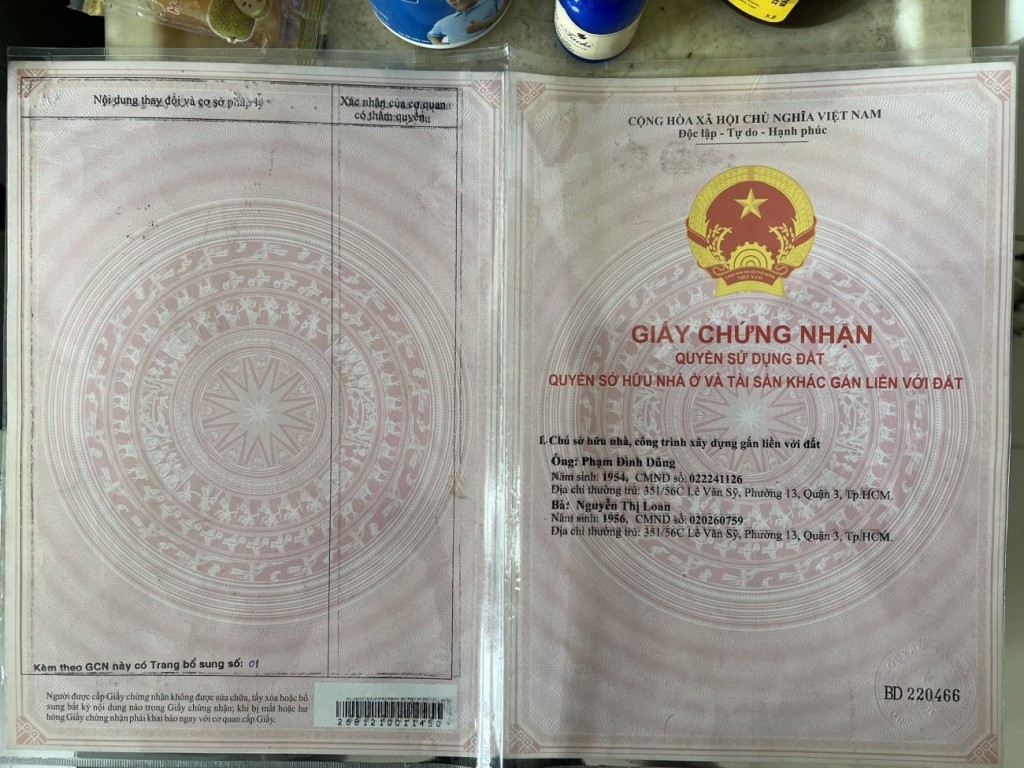 Nội dung thay đổi và cơ sở pháp lý
Xác nhận của cơ quan
có thẩm quyền
Kèm theo GCN này có Trang bổ sung số: 01
Người được cấp Giấy chứng nhận không được sửa chữa, tẩy xóa hoặc bổ
sung bất kỳ nội dung nào trong Giấy chứng nhận; khi bị mất hoặc hư
hỏng Giấy chứng nhận phải khai báo ngay với cơ quan cấp Giấy.
CỘNG HÒA XÃ HỘI CHỦ NGHĨA VIỆT NAM
Độc lập - Tự do - Hạnh phúc
VIỆT NAM
GIẤY CHỨNG NHẬN
QUYỀN SỬ DỤNG ĐẤT
QUYỀN SỞ HỮU NHÀ Ở VÀ TÀI SẢN KHÁC GẮN LIỀN VỚI ĐẤT
I. Chủ sở hữu nhà, công trình xây dựng gắn liền với đất
Ông: Phạm Đình Dũng
Năm sinh: 1954, CMND số: 022241126
Địa chỉ thường trú: 351/56C Lê Văn Sỹ, Phường 13, Quận 3, Tp.HCM.
Bà: Nguyễn Thị Loan
Năm sinh: 1956, CMND số: 020260759
Địa chỉ thường trú: 351/56C Lê Văn Sỹ, Phường 13, Quận 3, Tp.HCM.
BD 220466